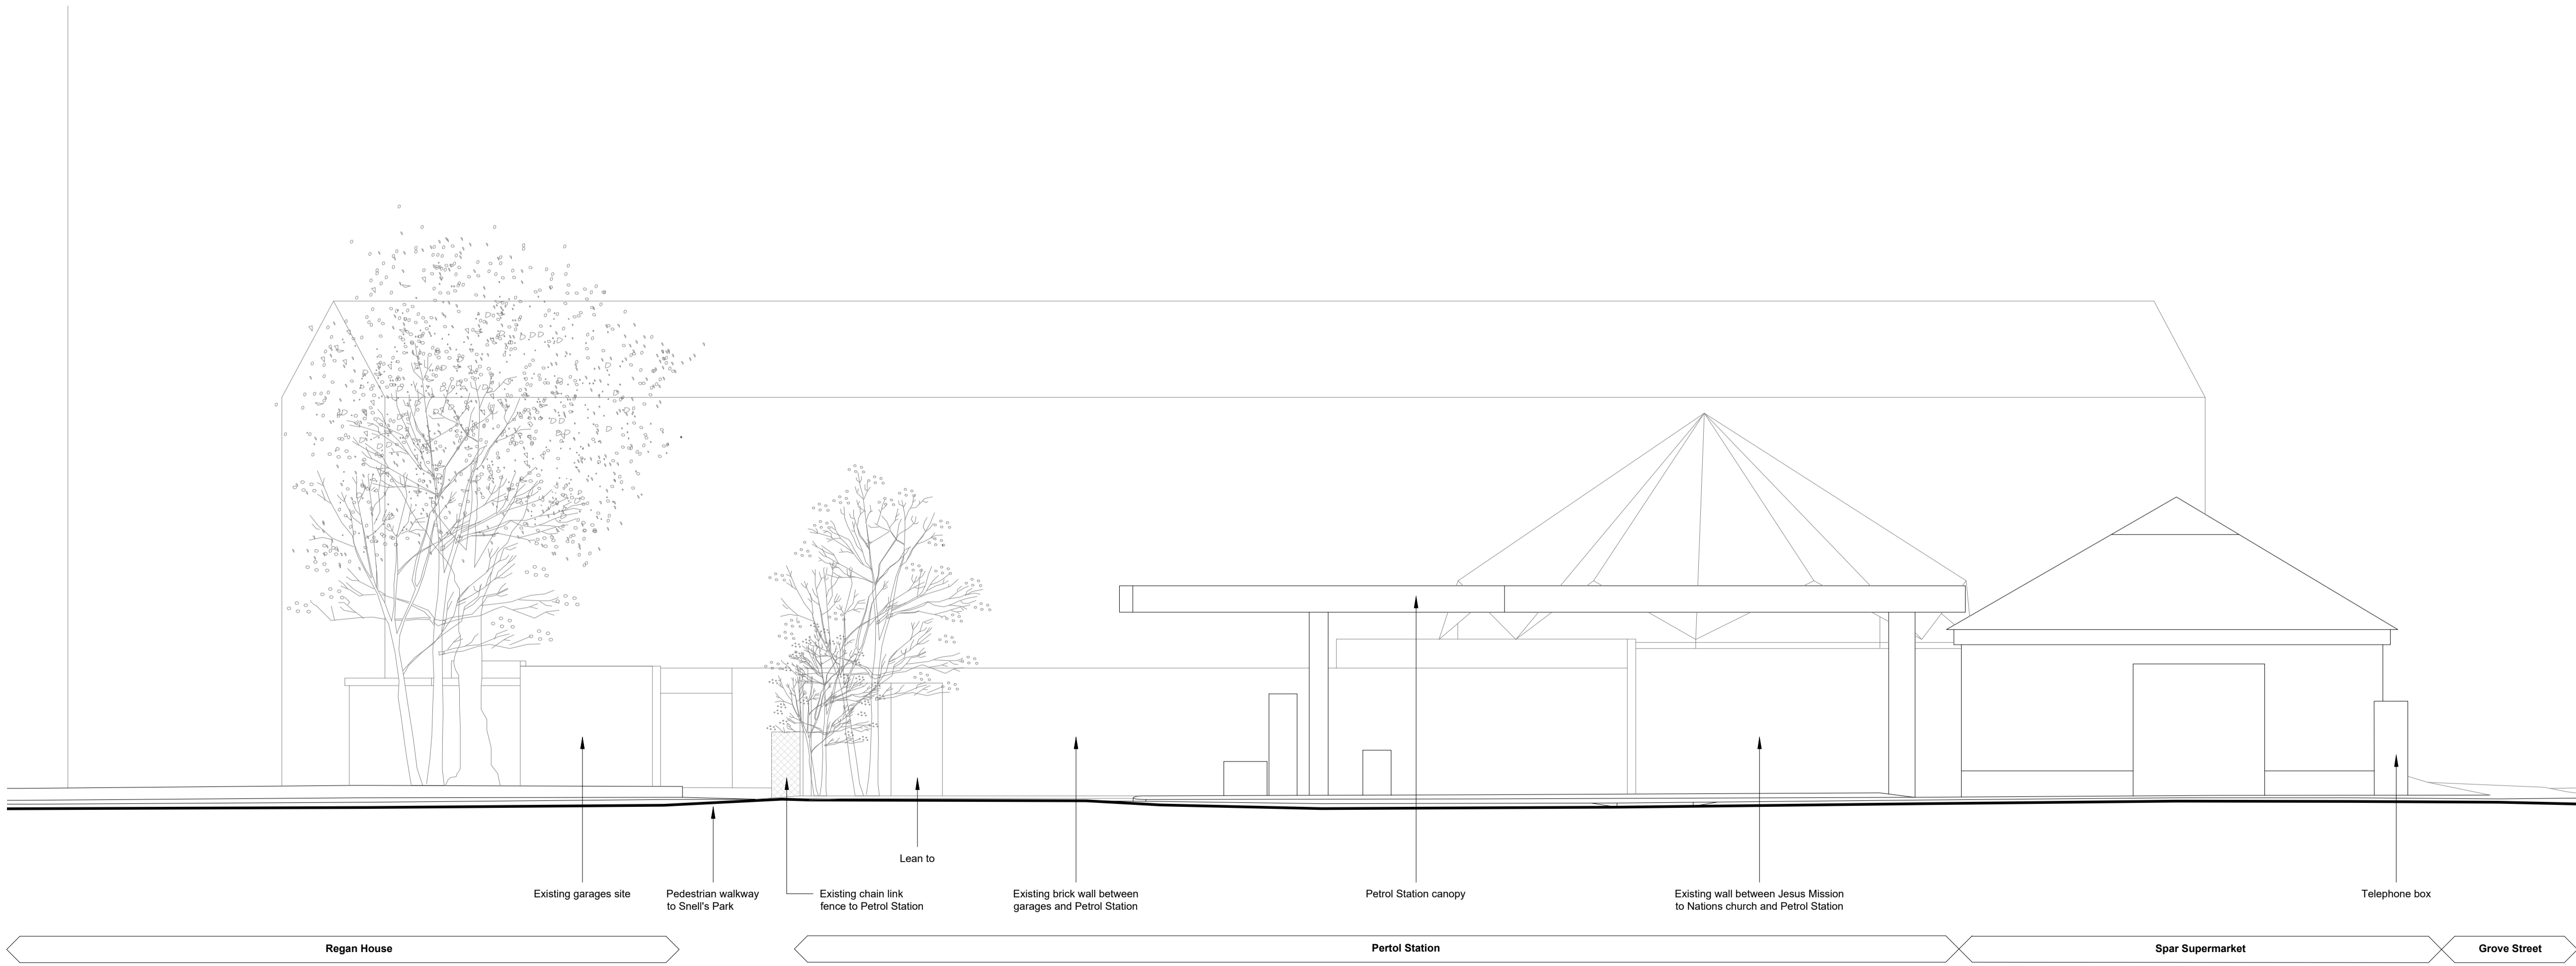 Lean to
Existing garages site
Pedestrian walkway
to Snell's Park
Existing chain link
fence to Petrol Station
Existing brick wall between
garages and Petrol Station
Petrol Station canopy
Existing wall between Jesus Mission
to Nations church and Petrol Station
Telephone box
Regan House
Pertol Station
Spar Supermarket
Grove Street